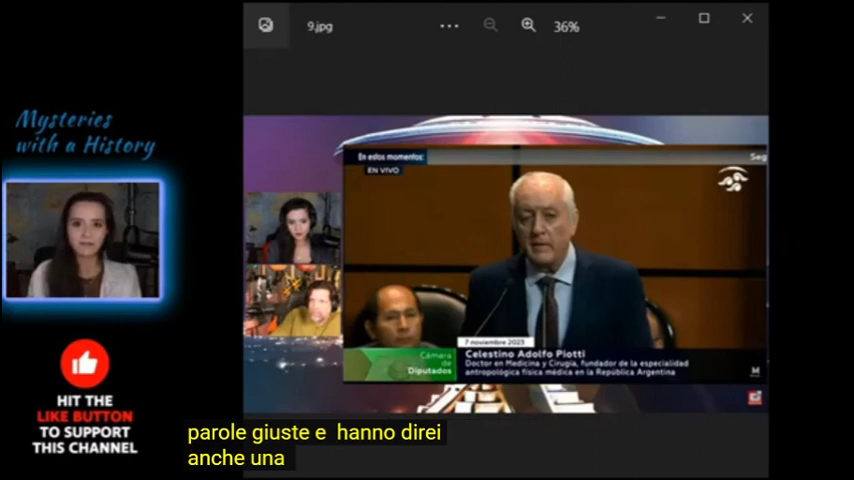 9.jpg
36%
Mysteries
with a History
En estos momentos:
Seg
EN VIVO
7 noviembre 2023
Celestino Adolfo Piotti
Doctor en Medicina y Cirugía, fundador de la especialidad
antropológica física médica en la República Argentina
Cámara
de
Diputados
HIT THE
LIKE BUTTON
TO SUPPORT
THIS CHANNEL
parole giuste e hanno direi
anche una